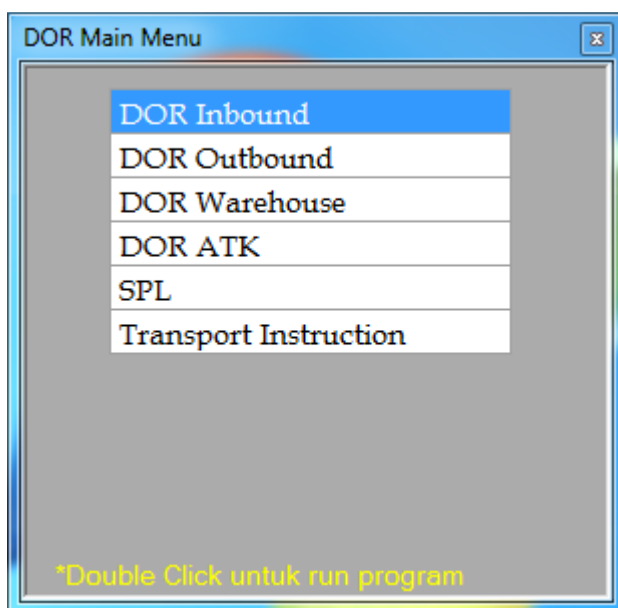 DOR Main Menu
DOR Inbound
DOR Outbound
DOR Warehouse
DOR ATK
SPL
Transport Instruction
*Double Click untuk run program